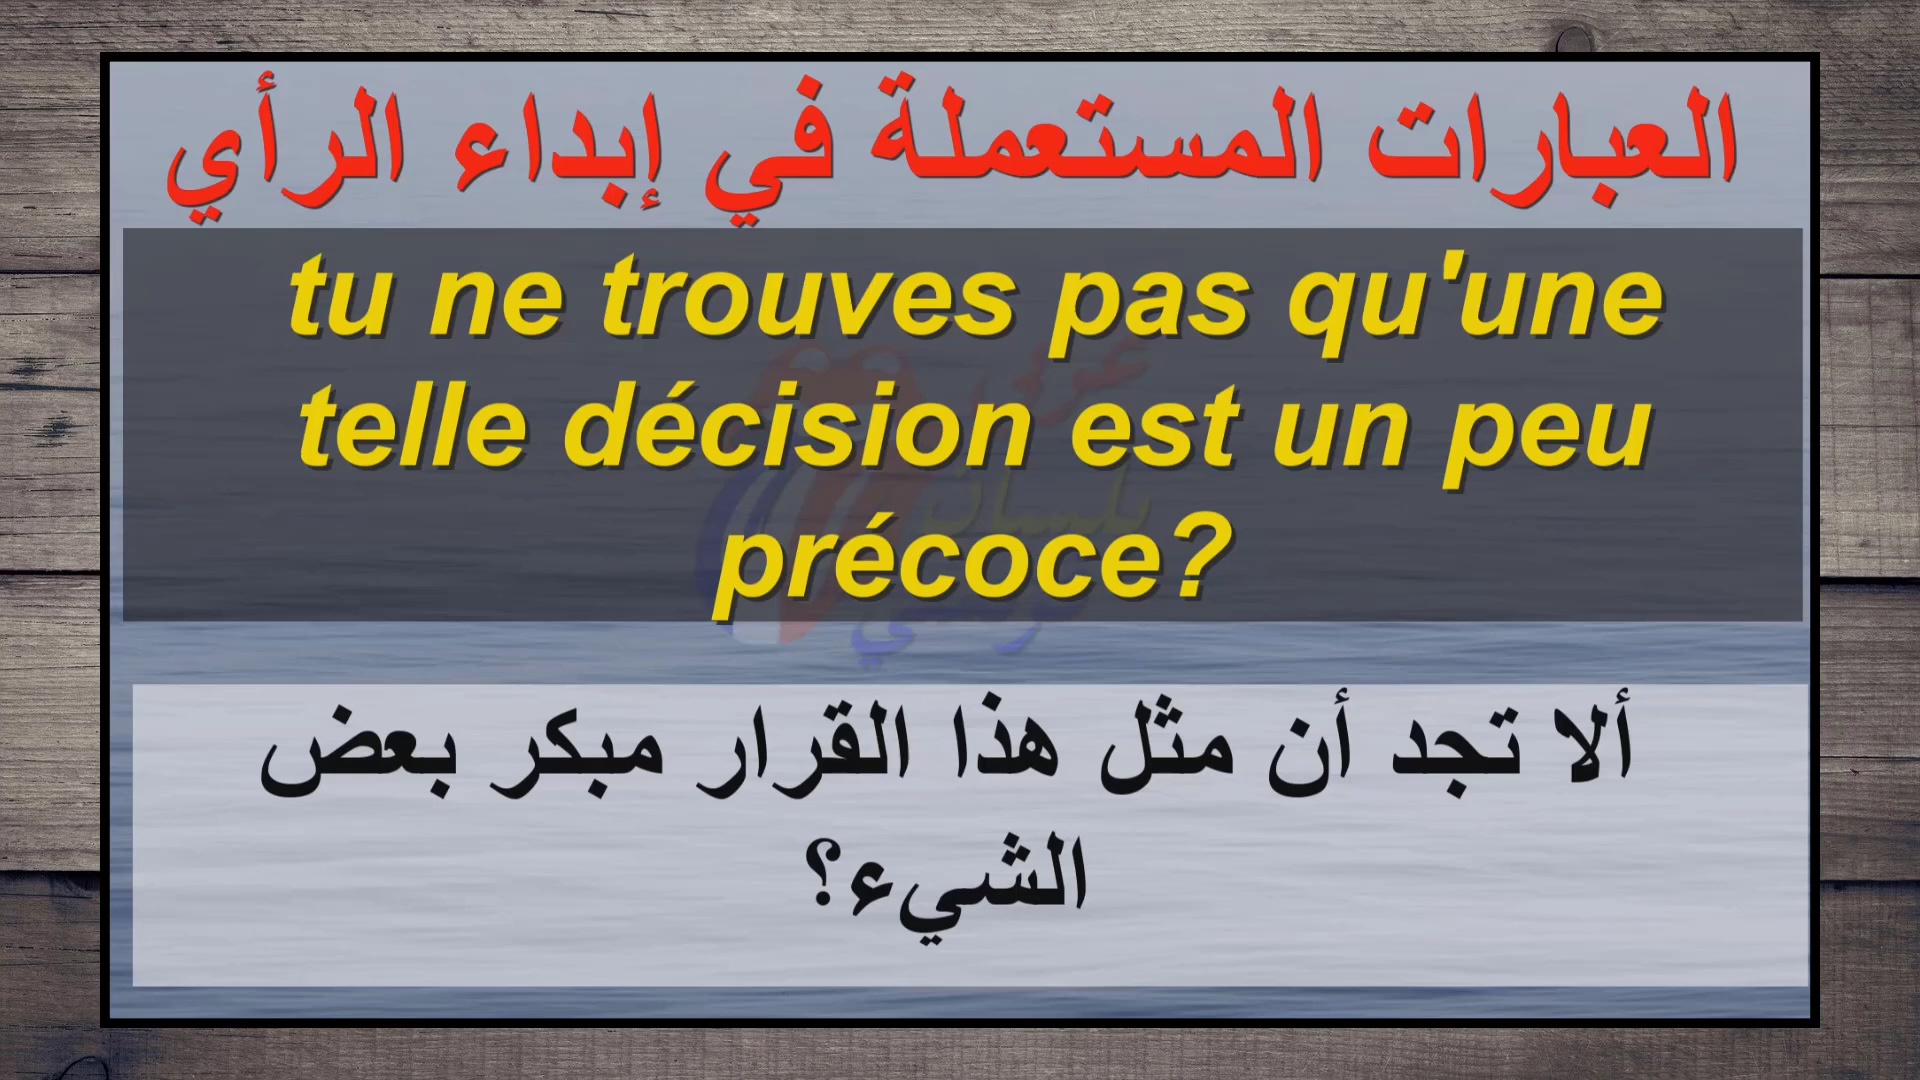 العبارات المستعملة في إبداء الرأي
tu ne trouves pas qu'une
telle décision est un peu
précoce?
ألا تجد أن مثل هذا القرار مبكر بعض
الشيء؟